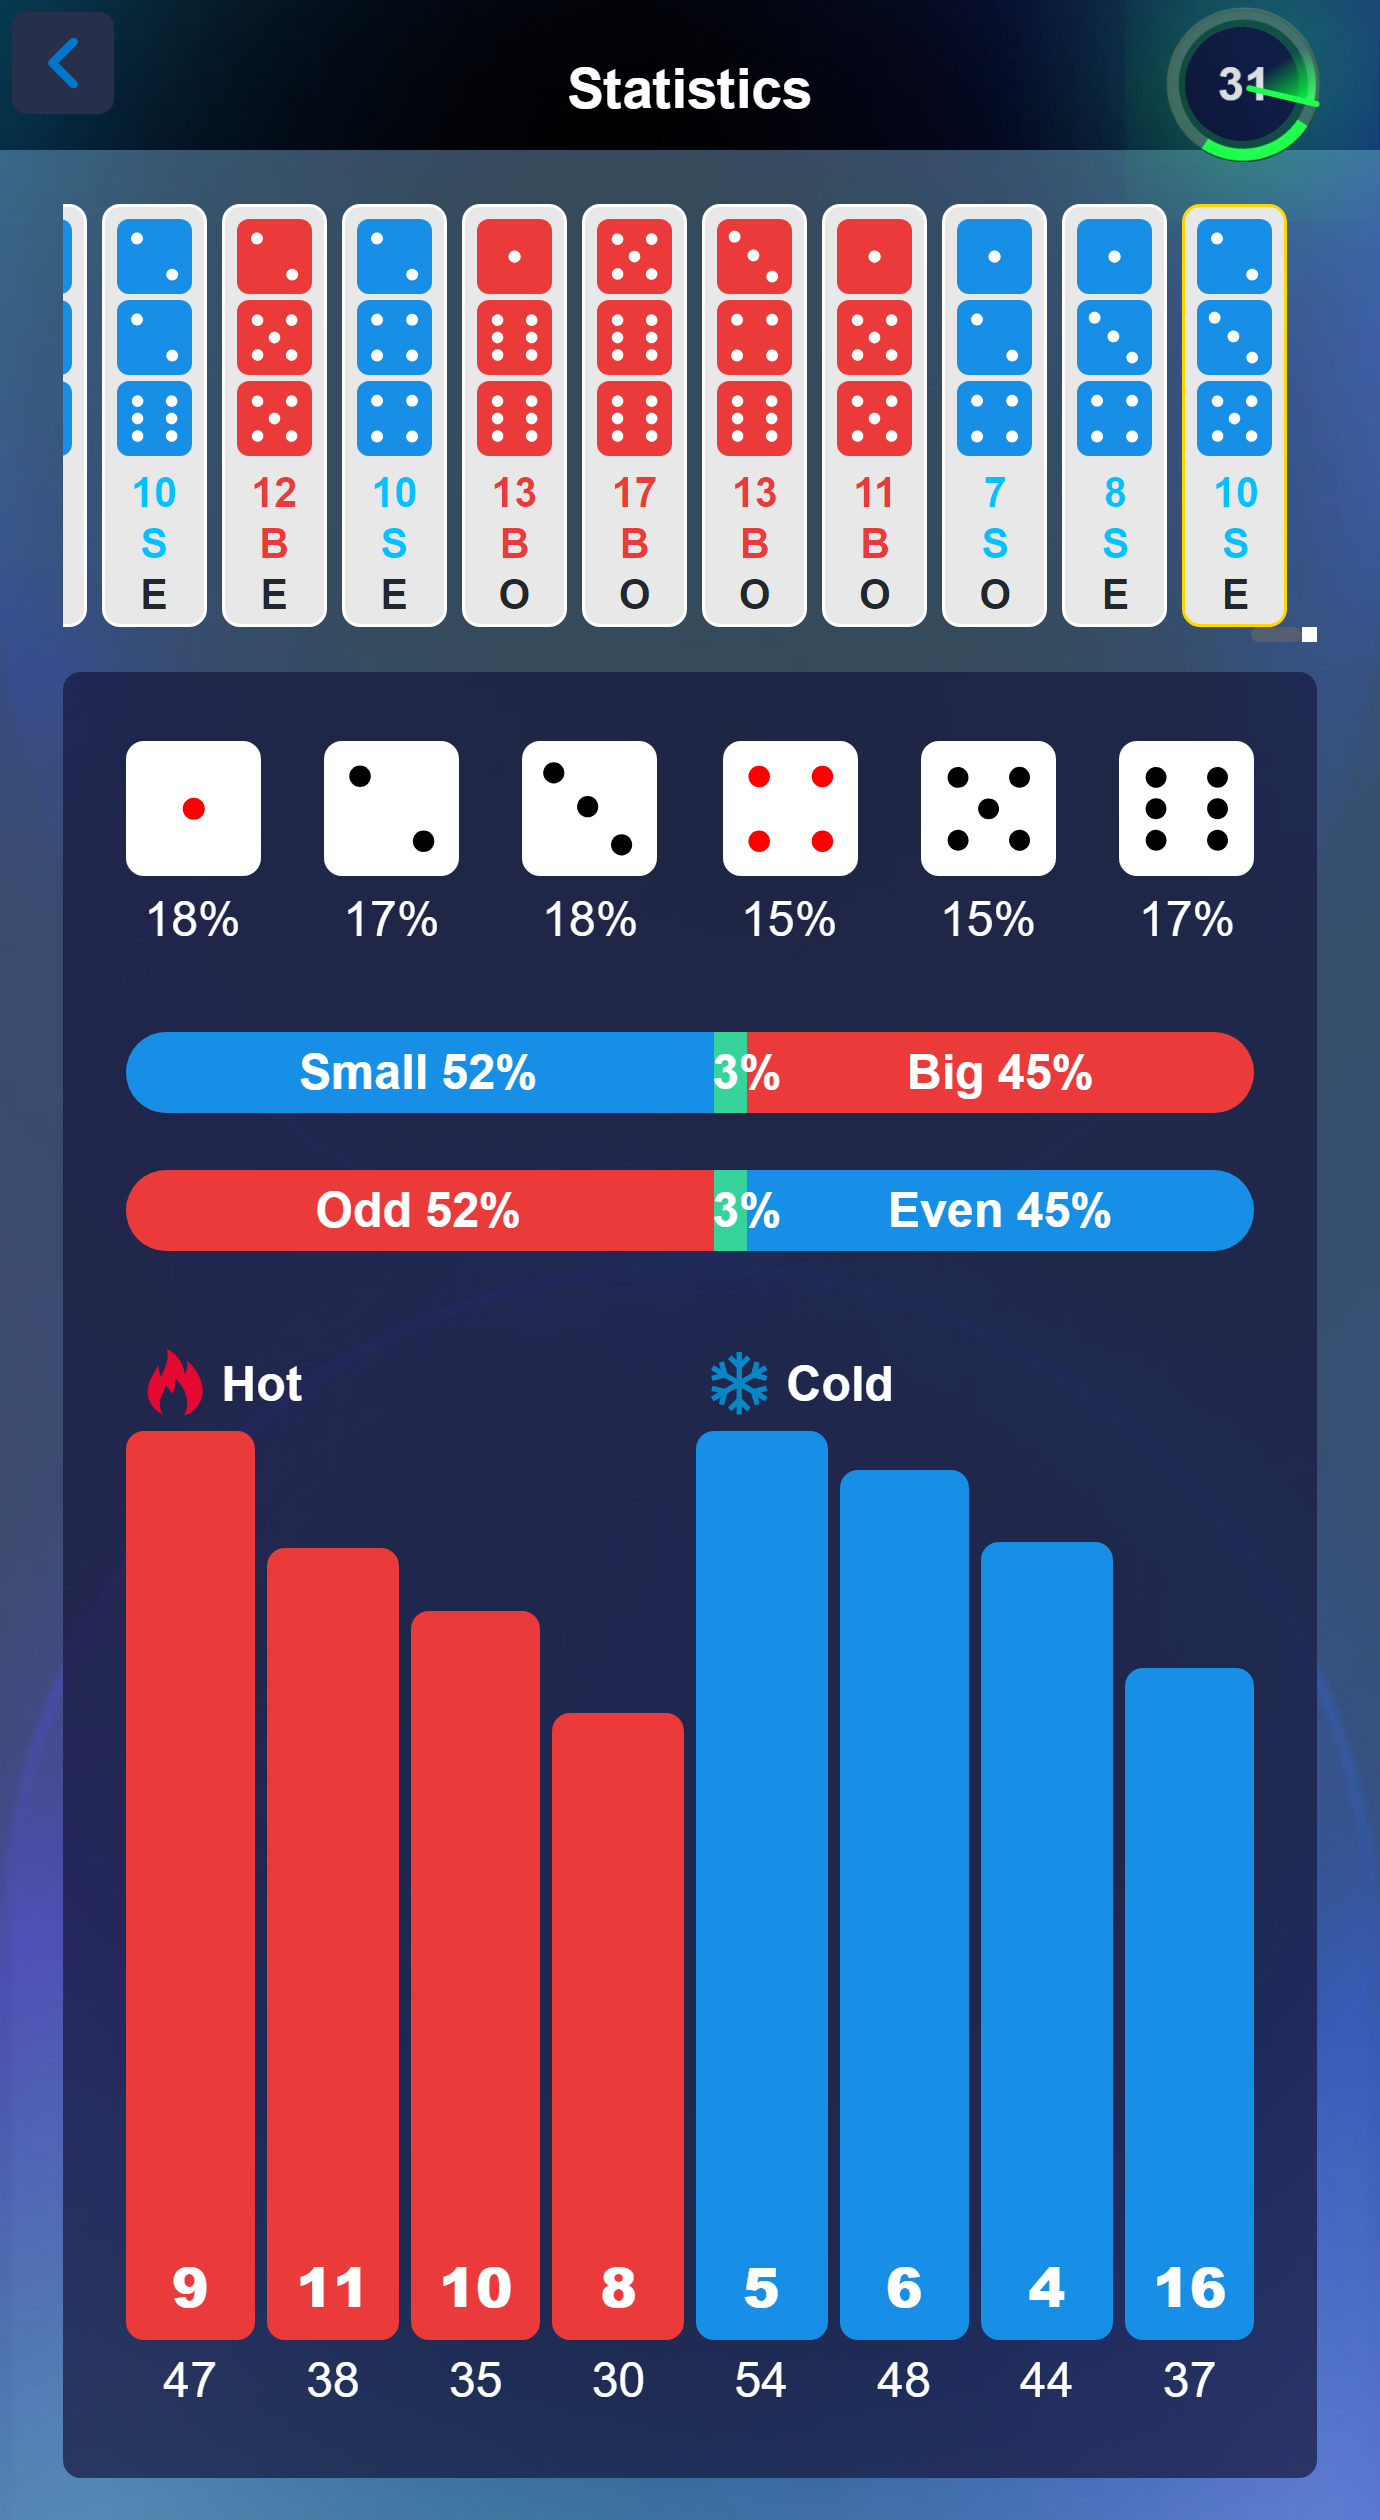 Statistics
31
10 12 10 13 17 13 11 7 8 10
S B S B B B B S S S
E E E O O O O O E E
18% 17% 18% 15% 15% 17%
Small 52% 3% Big 45%
Odd 52% 3% Even 45%
Hot Cold
9 11 10 8 5 6 4 16
47 38 35 30 54 48 44 37